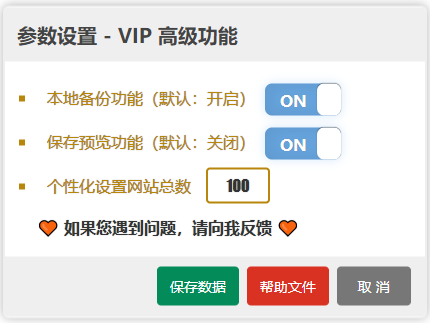 参数设置 - VIP 高级功能
本地备份功能（默认：开启） ON
保存预览功能（默认：关闭） ON
个性化设置网站总数 100
如果您遇到问题，请向我反馈
保存数据 帮助文件 取 消